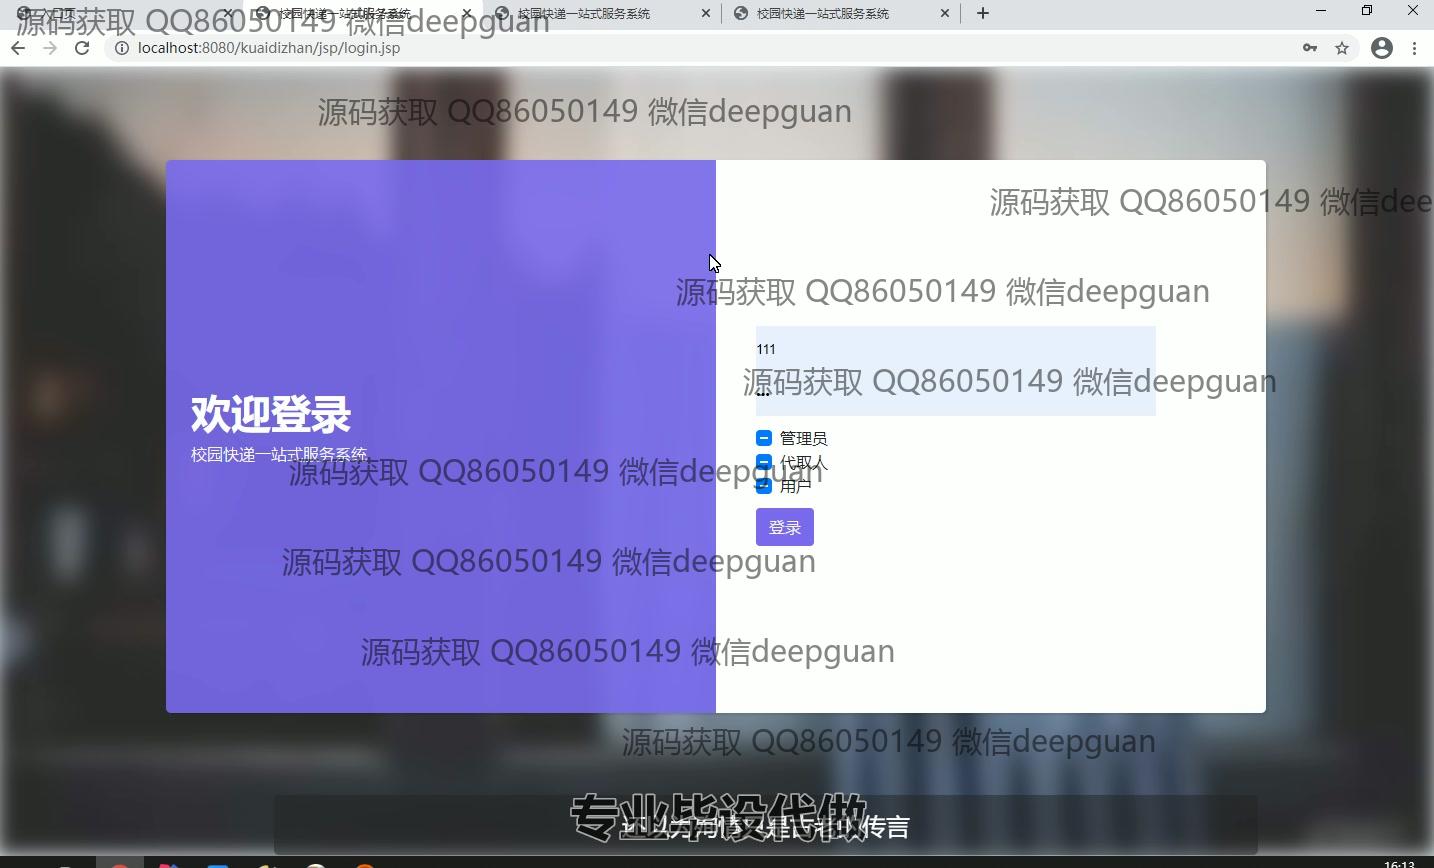 入口页
校园快递一站式服务系统
校园快递一站式服务系统
校园快递一站式服务系统
源码获取 QQ86050149 微信deepguan
localhost:8080/kuaidizhan/jsp/login.jsp
源码获取 QQ86050149 微信deepguan
源码获取 QQ86050149 微信dee
源码获取 QQ86050149 微信deepguan
111
源码获取 QQ86050149 微信deepguan
•••
欢迎登录
校园快递一站式服务系统
管理员
代取人
用户
源码获取 QQ86050149 微信deepguan
登录
源码获取 QQ86050149 微信deepguan
源码获取 QQ86050149 微信deepguan
源码获取 QQ86050149 微信deepguan
专业毕设代做
传言
16:13